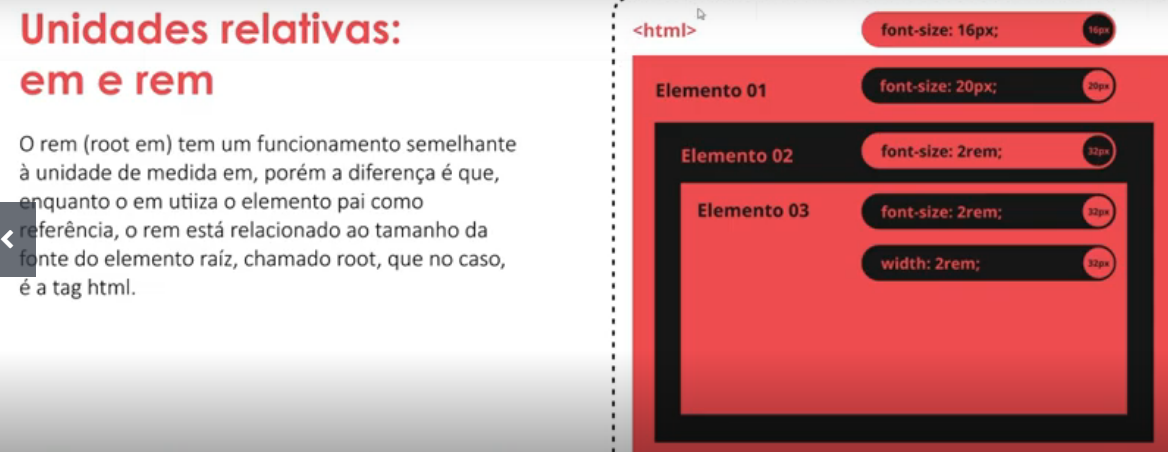 Unidades relativas:
em e rem
O rem (root em) tem um funcionamento semelhante
à unidade de medida em, porém a diferença é que,
enquanto o em utiiza o elemento pai como
referência, o rem está relacionado ao tamanho da
fonte do elemento raíz, chamado root, que no caso,
é a tag html.
<html>
font-size: 16px; 16px
Elemento 01
font-size: 20px; 20px
Elemento 02
font-size: 2rem; 32px
Elemento 03
font-size: 2rem; 32px
width: 2rem; 32px